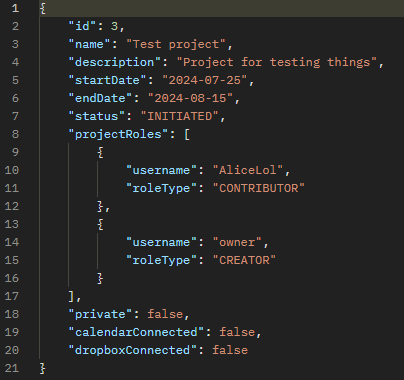 1 {
2 "id": 3,
3 "name": "Test project",
4 "description": "Project for testing things",
5 "startDate": "2024-07-25",
6 "endDate": "2024-08-15",
7 "status": "INITIATED",
8 "projectRoles": [
9 {
10 "username": "AliceLol",
11 "roleType": "CONTRIBUTOR"
12 },
13 {
14 "username": "owner",
15 "roleType": "CREATOR"
16 }
17 ],
18 "private": false,
19 "calendarConnected": false,
20 "dropboxConnected": false
21 }